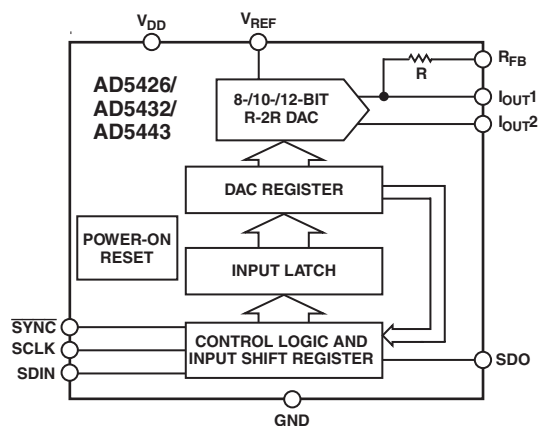 VDD
VREF
RFB
R
AD5426/
AD5432/
AD5443
8-/10-/12-BIT
R-2R DAC
IOUT1
IOUT2
DAC REGISTER
POWER-ON
RESET
INPUT LATCH
SYNC
SCLK
SDIN
CONTROL LOGIC AND
INPUT SHIFT REGISTER
SDO
GND